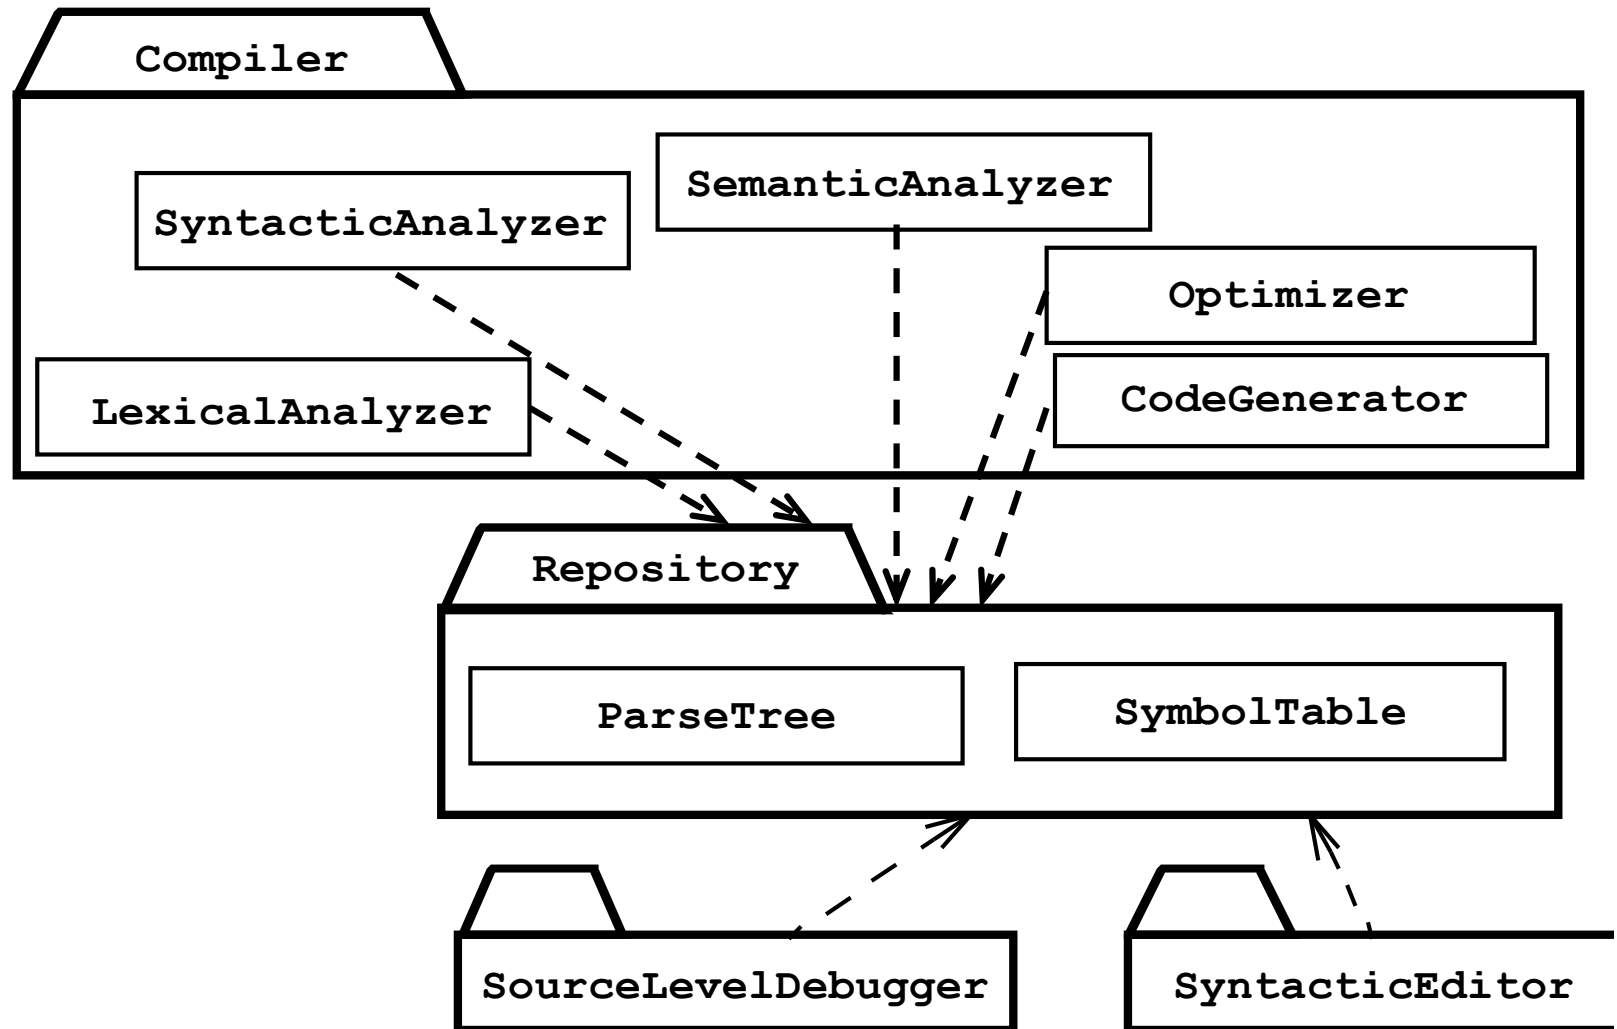 Compiler
SemanticAnalyzer
SyntacticAnalyzer
Optimizer
CodeGenerator
LexicalAnalyzer
Repository
ParseTree
SymbolTable
SourceLevelDebugger
SyntacticEditor